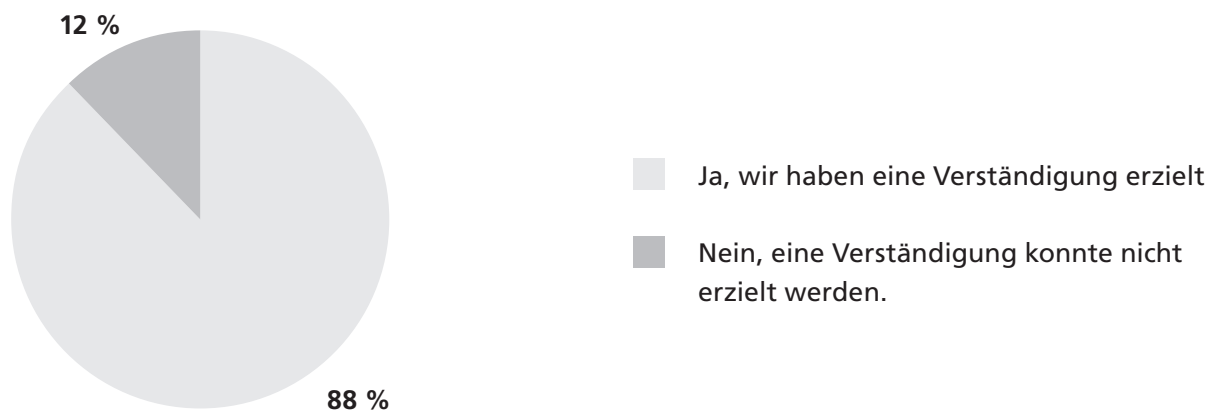 12 %
88 %
Ja, wir haben eine Verständigung erzielt
Nein, eine Verständigung konnte nicht
erzielt werden.